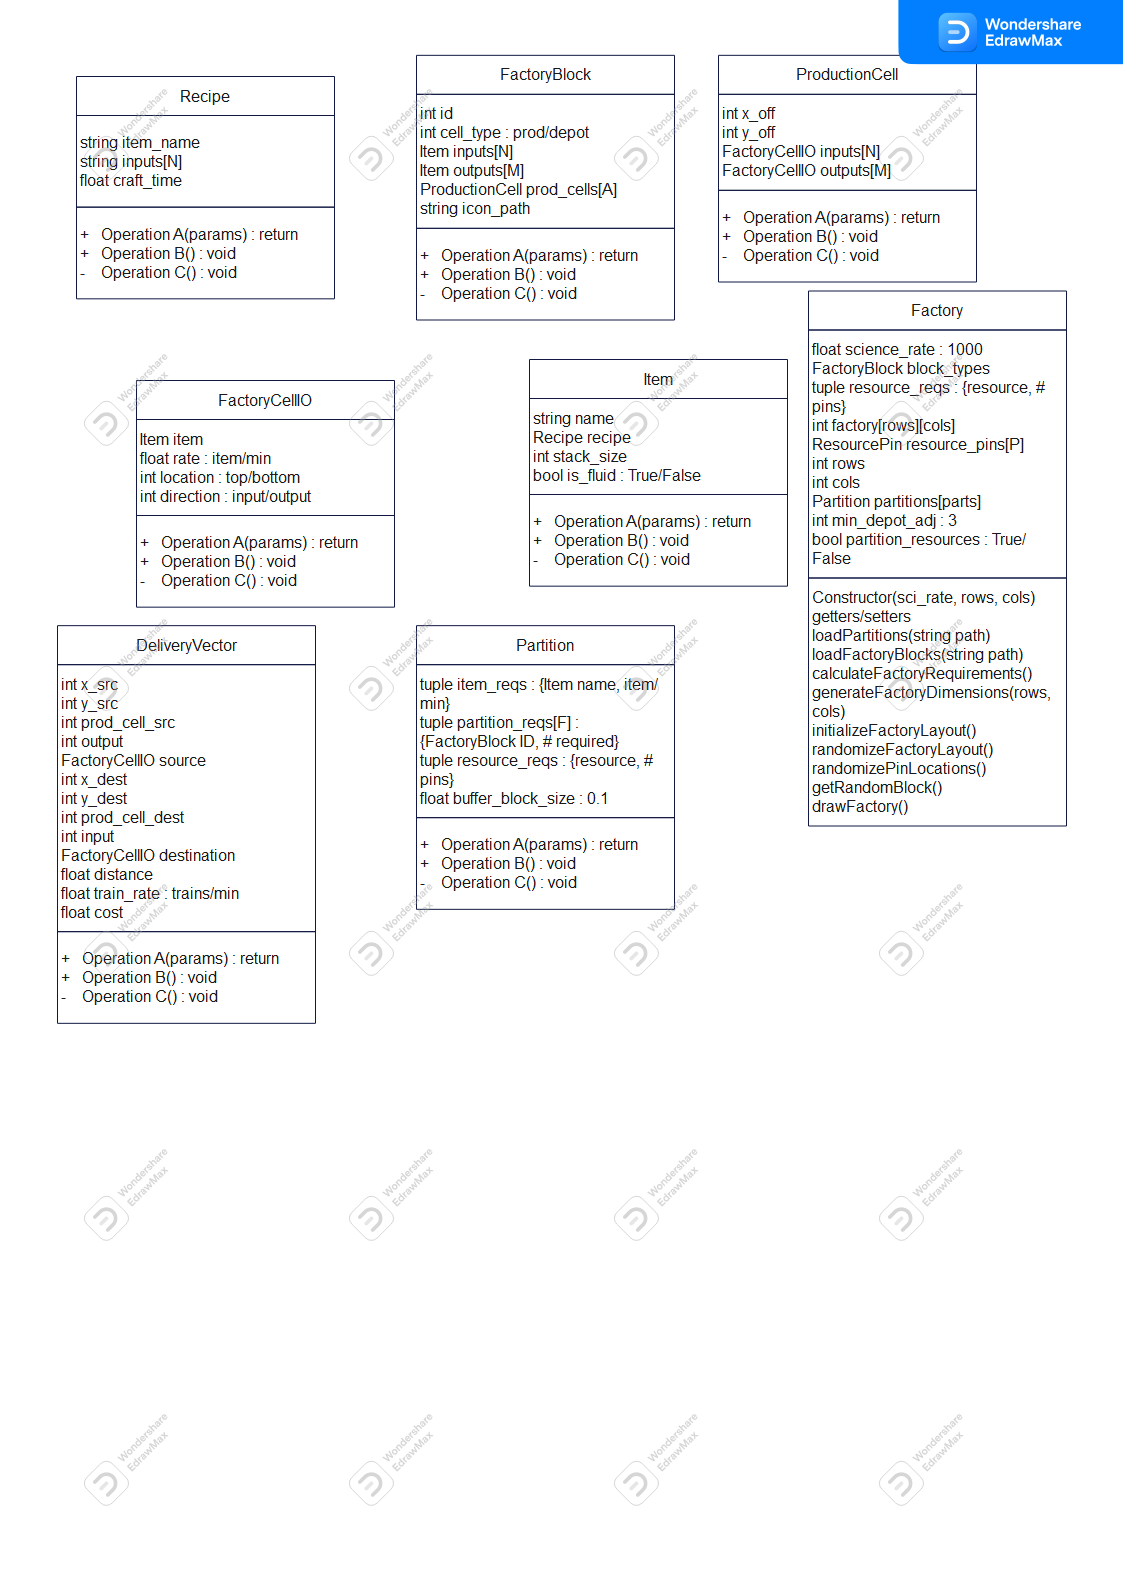 Wondershare
EdrawMax
Recipe
string item_name
string inputs[N]
float craft_time
+ Operation A(params) : return
+ Operation B() : void
- Operation C() : void
FactoryBlock
int id
int cell_type : prod/depot
Item inputs[N]
Item outputs[M]
ProductionCell prod_cells[A]
string icon_path
+ Operation A(params) : return
+ Operation B() : void
- Operation C() : void
ProductionCell
int x_off
int y_off
FactoryCellIO inputs[N]
FactoryCellIO outputs[M]
+ Operation A(params) : return
+ Operation B() : void
- Operation C() : void
FactoryCellIO
Item item
float rate : item/min
int location : top/bottom
int direction : input/output
+ Operation A(params) : return
+ Operation B() : void
- Operation C() : void
Item
string name
Recipe recipe
int stack_size
bool is_fluid : True/False
+ Operation A(params) : return
+ Operation B() : void
- Operation C() : void
Factory
float science_rate : 1000
FactoryBlock block_types
tuple resource_reqs : {resource, #
pins}
int factory[rows][cols]
ResourcePin resource_pins[P]
int rows
int cols
Partition partitions[parts]
int min_depot_adj : 3
bool partition_resources : True/
False
Constructor(sci_rate, rows, cols)
getters/setters
loadPartitions(string path)
loadFactoryBlocks(string path)
calculateFactoryRequirements()
generateFactoryDimensions(rows,
cols)
initializeFactoryLayout()
randomizeFactoryLayout()
randomizePinLocations()
getRandomBlock()
drawFactory()
DeliveryVector
int x_src
int y_src
int prod_cell_src
int output
FactoryCellIO source
int x_dest
int y_dest
int prod_cell_dest
int input
FactoryCellIO destination
float distance
float train_rate : trains/min
float cost
+ Operation A(params) : return
+ Operation B() : void
- Operation C() : void
Partition
tuple item_reqs : {Item name, item/
min}
tuple partition_reqs[F] :
{FactoryBlock ID, # required}
tuple resource_reqs : {resource, #
pins}
float buffer_block_size : 0.1
+ Operation A(params) : return
+ Operation B() : void
- Operation C() : void